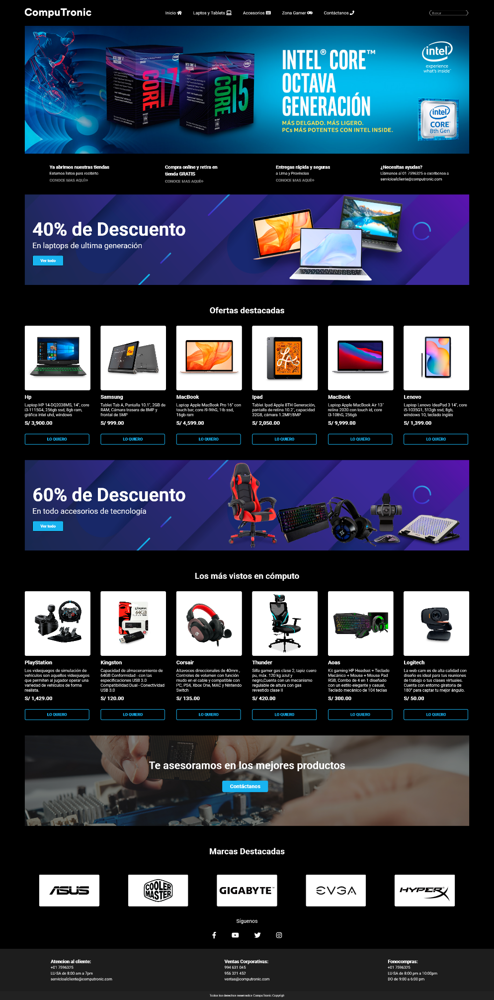 CompuTronic
Inicio
Laptos y Tablets
Accesorios
Zona Gamer
Contáctanos
Buscar
CORE i7
CORE i5
INTEL® CORE™
OCTAVA
GENERACIÓN
MÁS DELGADO. MÁS LIGERO.
PCs MÁS POTENTES CON INTEL INSIDE.
intel
experience
what's inside™
intel
CORE
8th Gen
Ya abrimos nuestras tiendas
Estamos listos para recibirte
CONOCE MAS AQUÍ»
Compra online y retira en
tienda GRATIS
CONOCE MAS AQUÍ»
Entregas rápida y seguras
a Lima y Provincias
CONOCE MAS AQUÍ»
¿Necesitas ayudas?
Llámanos al 01 7596325 o escribenos a
servicioalcliente@computronic.com
40% de Descuento
En laptops de ultima generación
Ver todo
Ofertas destacadas
Hp
Laptop HP 14-DQ2038MS, 14", core
i3-1115G4, 256gb ssd, 8gb ram,
gráfica intel uhd, windows
S/ 3,900.00
LO QUIERO
Samsung
Tablet Tab A, Pantalla 10.1", 2GB de
RAM, Cámara trasera de 8MP y
frontal de 5MP
S/ 999.00
LO QUIERO
MacBook
Laptop Apple MacBook Pro 16" con
touch bar, core i9-9thG, 1tb ssd,
16gb ram
S/ 4,599.00
LO QUIERO
Ipad
Tablet Ipad Apple 8TH Generación,
pantalla de retina 10.2", capacidad
32GB, cámara 1.2MP/8MP
S/ 2,050.00
LO QUIERO
MacBook
Laptop Apple MacBook Air 13"
retina 2020 con touch id, core
i3-10thG, 256gb
S/ 9,999.00
LO QUIERO
Lenovo
Laptop Lenovo IdeaPad 3 14", core
i5-1035G1, 512gb ssd, 8gb,
windows 10, teclado inglés
S/ 1,399.00
LO QUIERO
60% de Descuento
En todo accesorios de tecnología
Ver todo
Los más vistos en cómputo
Kingston
64GB
PlayStation
Los videojuegos de simulación de
vehículos son aquellos videojuegos
que permiten al jugador operar una
variedad de vehículos de forma
realista.
S/ 1,429.00
LO QUIERO
Kingston
Capacidad de almacenamiento de
64GB Conformidad - con las
especificaciones USB 3.0
Compatibilidad Dual - Conectividad
USB 3.0
S/ 120.00
LO QUIERO
Corsair
Altavoces direccionales de 40mm ,
Controles de volumen con función
mudo en el cable y compatible con
PC, PS4, Xbox One, MAC y Nintendo
Switch
S/ 135.00
LO QUIERO
Thunder
Silla gamer gas clase 2, tapiz cuero
pu, máx. 120 kg azul y
negro,Cuenta con un mecanismo
regulable de altura con gas
revestido clase II
S/ 420.00
LO QUIERO
Aoas
Kit gaming HP Headset + Teclado
Mecánico + Mouse + Mouse Pad
RGB, Combo de 4 en 1 diseñado
con un estilo elegante y casual,
Teclado mecánico de 104 teclas
S/ 300.00
LO QUIERO
Logitech
La web cam es de alta calidad con
diseño es ideal para tus reuniones
de trabajo o tus clases virtuales.
Cuenta con entorno giratoria de
180° para captar tu mejor ángulo.
S/ 50.00
LO QUIERO
Te asesoramos en los mejores productos
Contáctanos
Marcas Destacadas
ASUS
COOLER
MASTER
GIGABYTE™
EVGA
HYPERX
Síguenos
Atencion al cliente:
+01 7596325
LU-SA de 8:00 am a 7pm
servicioalcliente@computronic.com
Ventas Corporativas:
994 631 045
956 321 452
ventas@computronic.com
Fonocompras:
+01 7596325
LU-SA de 8:00 pm a 10:00pm
DO de 9:00 a 6:00 pm
Todos los derechos reservados CompuTronic Copyrigh